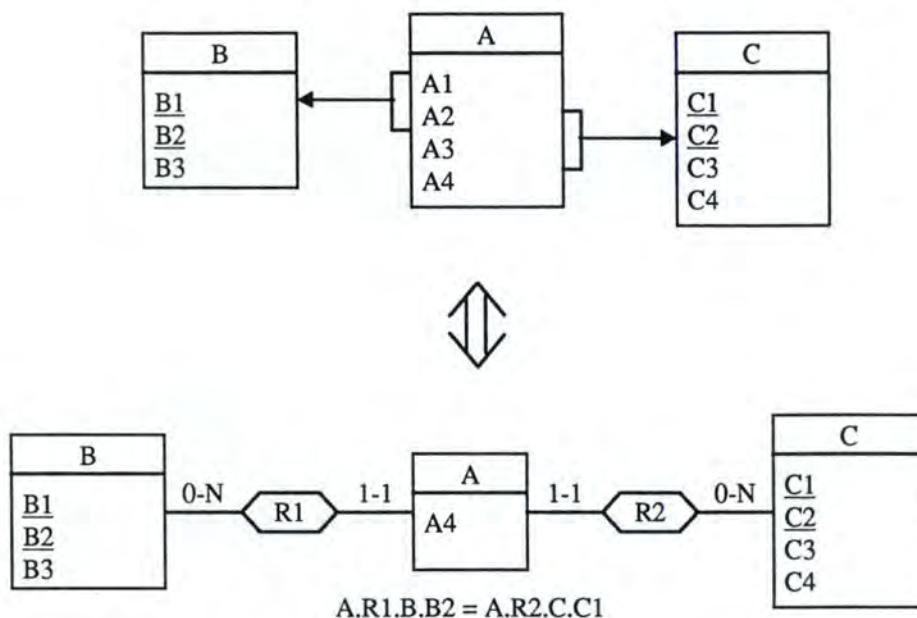 B
B1
B2
B3
A
A1
A2
A3
A4
C
C1
C2
C3
C4
B
B1
B2
B3
0-N
R1
1-1
A
A4
1-1
R2
0-N
C
C1
C2
C3
C4
A.R1.B.B2 = A.R2.C.C1